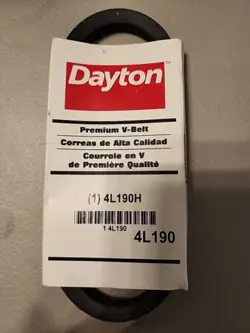 Dayton
Premium V-Belt
Correas de Alta Calidad
Courroie en V
de Première Qualité
(1) 4L190H
1 4L190
4L190